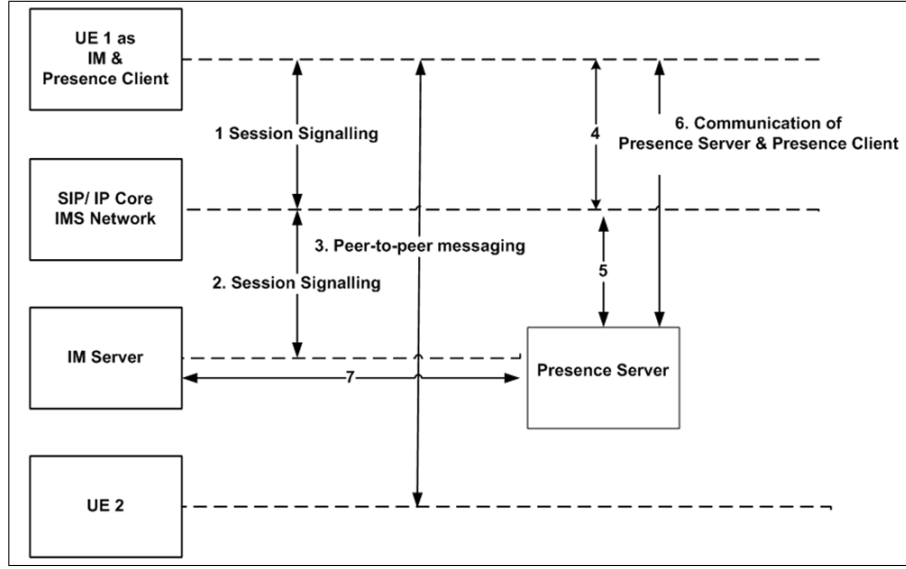 UE 1 as
IM &
Presence Client
1 Session Signalling
4
6. Communication of
Presence Server & Presence Client
SIP/ IP Core
IMS Network
3. Peer-to-peer messaging
2. Session Signalling
5
IM Server
7
Presence Server
UE 2